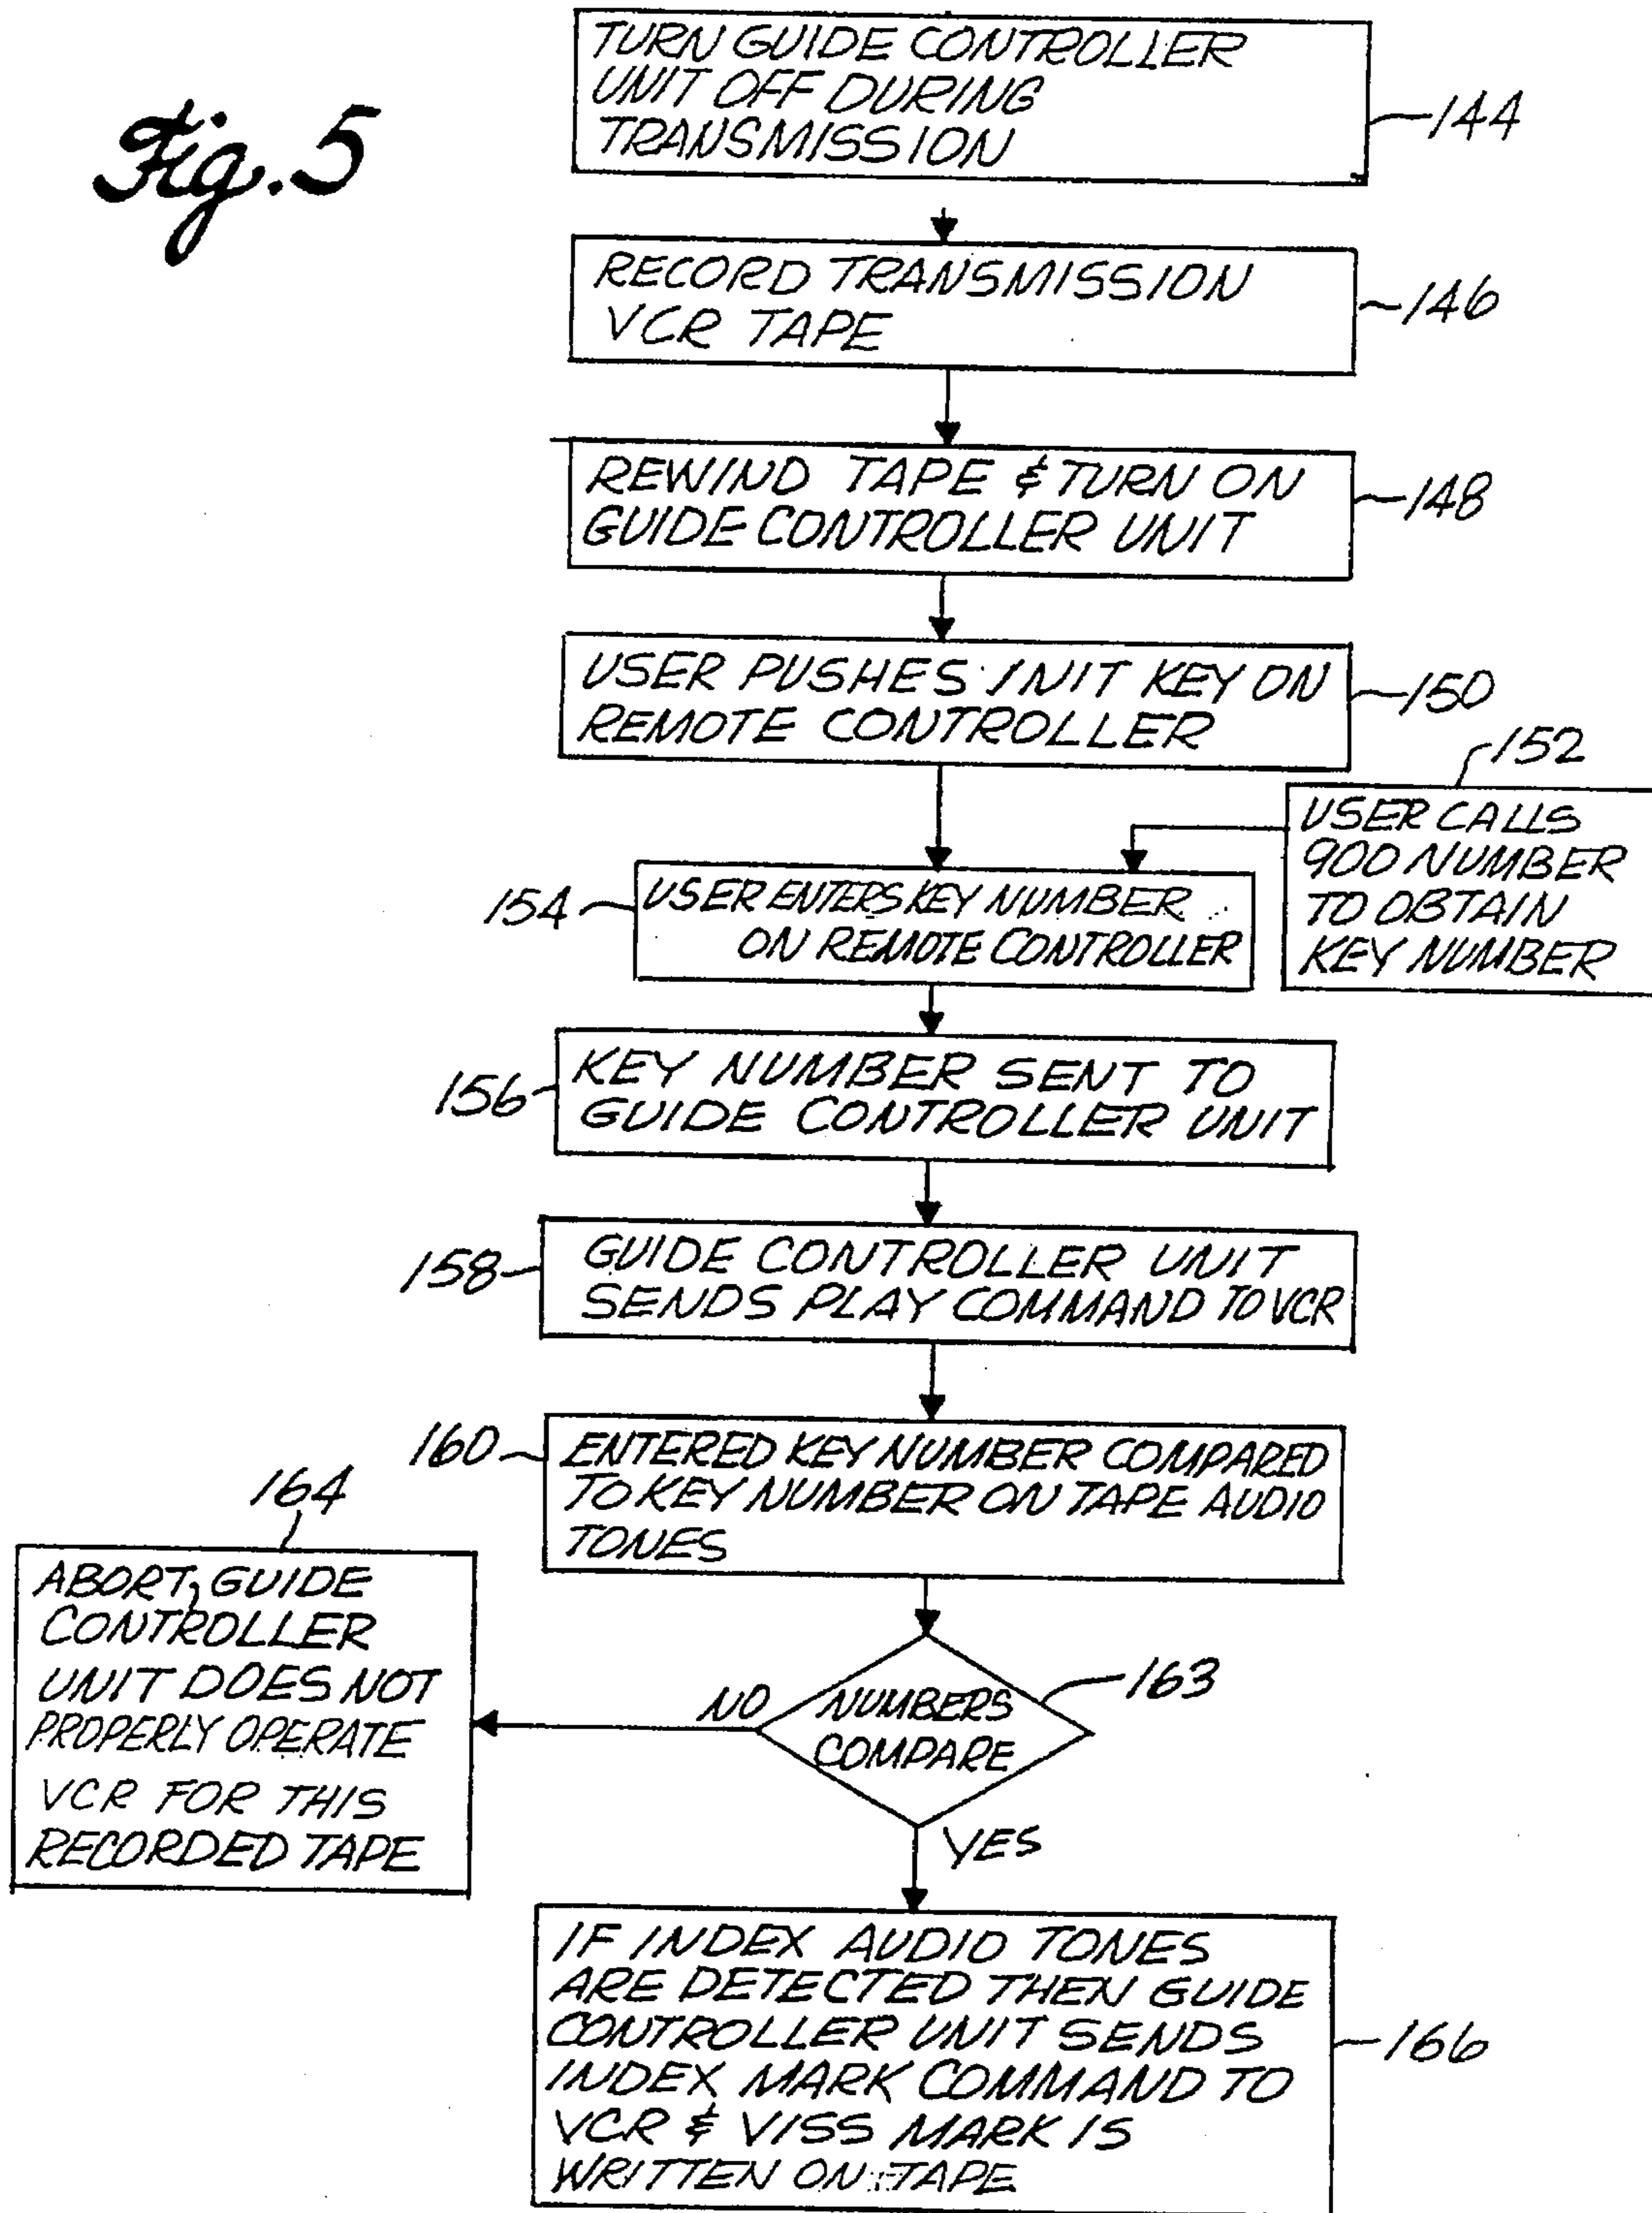 Fig. 5
TURN GUIDE CONTROLLER
UNIT OFF DURING
TRANSMISSION
144
RECORD TRANSMISSION
VCR TAPE
146
REWIND TAPE & TURN ON
GUIDE CONTROLLER UNIT
148
USER PUSHES INIT KEY ON
REMOTE CONTROLLER
150
152
USER CALLS
900 NUMBER
TO OBTAIN
KEY NUMBER
154
USER ENTERS KEY NUMBER
ON REMOTE CONTROLLER
156
KEY NUMBER SENT TO
GUIDE CONTROLLER UNIT
158
GUIDE CONTROLLER UNIT
SENDS PLAY COMMAND TO VCR
160
ENTERED KEY NUMBER COMPARED
TO KEY NUMBER ON TAPE AUDIO
TONES
164
ABORT, GUIDE
CONTROLLER
UNIT DOES NOT
PROPERLY OPERATE
VCR FOR THIS
RECORDED TAPE
NO
NUMBERS
COMPARE
163
YES
IF INDEX AUDIO TONES
ARE DETECTED THEN GUIDE
CONTROLLER UNIT SENDS
INDEX MARK COMMAND TO
VCR & VISS MARK IS
WRITTEN ON TAPE
166